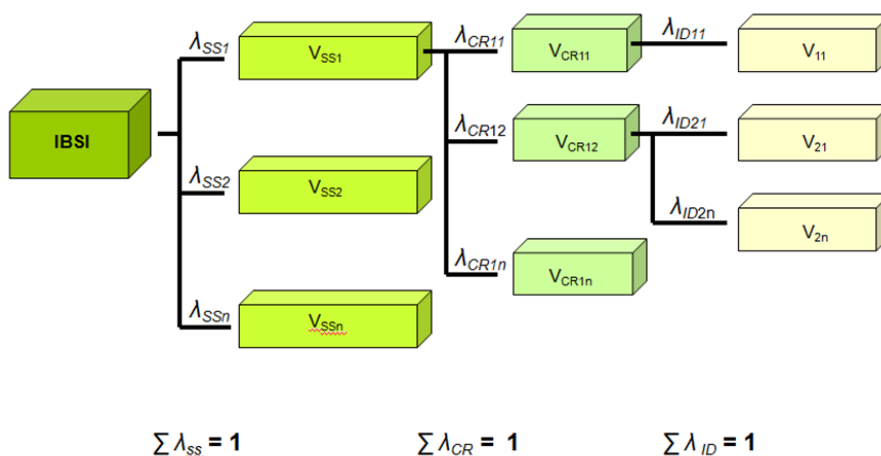 λSS1
λCR11
λID11
VSS1
VCR11
V11
IBSI
λCR12
λID21
VCR12
V21
λSS2
VSS2
λID2n
V2n
λCR1n
VCR1n
λSSn
VSSn
∑ λss = 1
∑ λCR = 1
∑ λ ID = 1